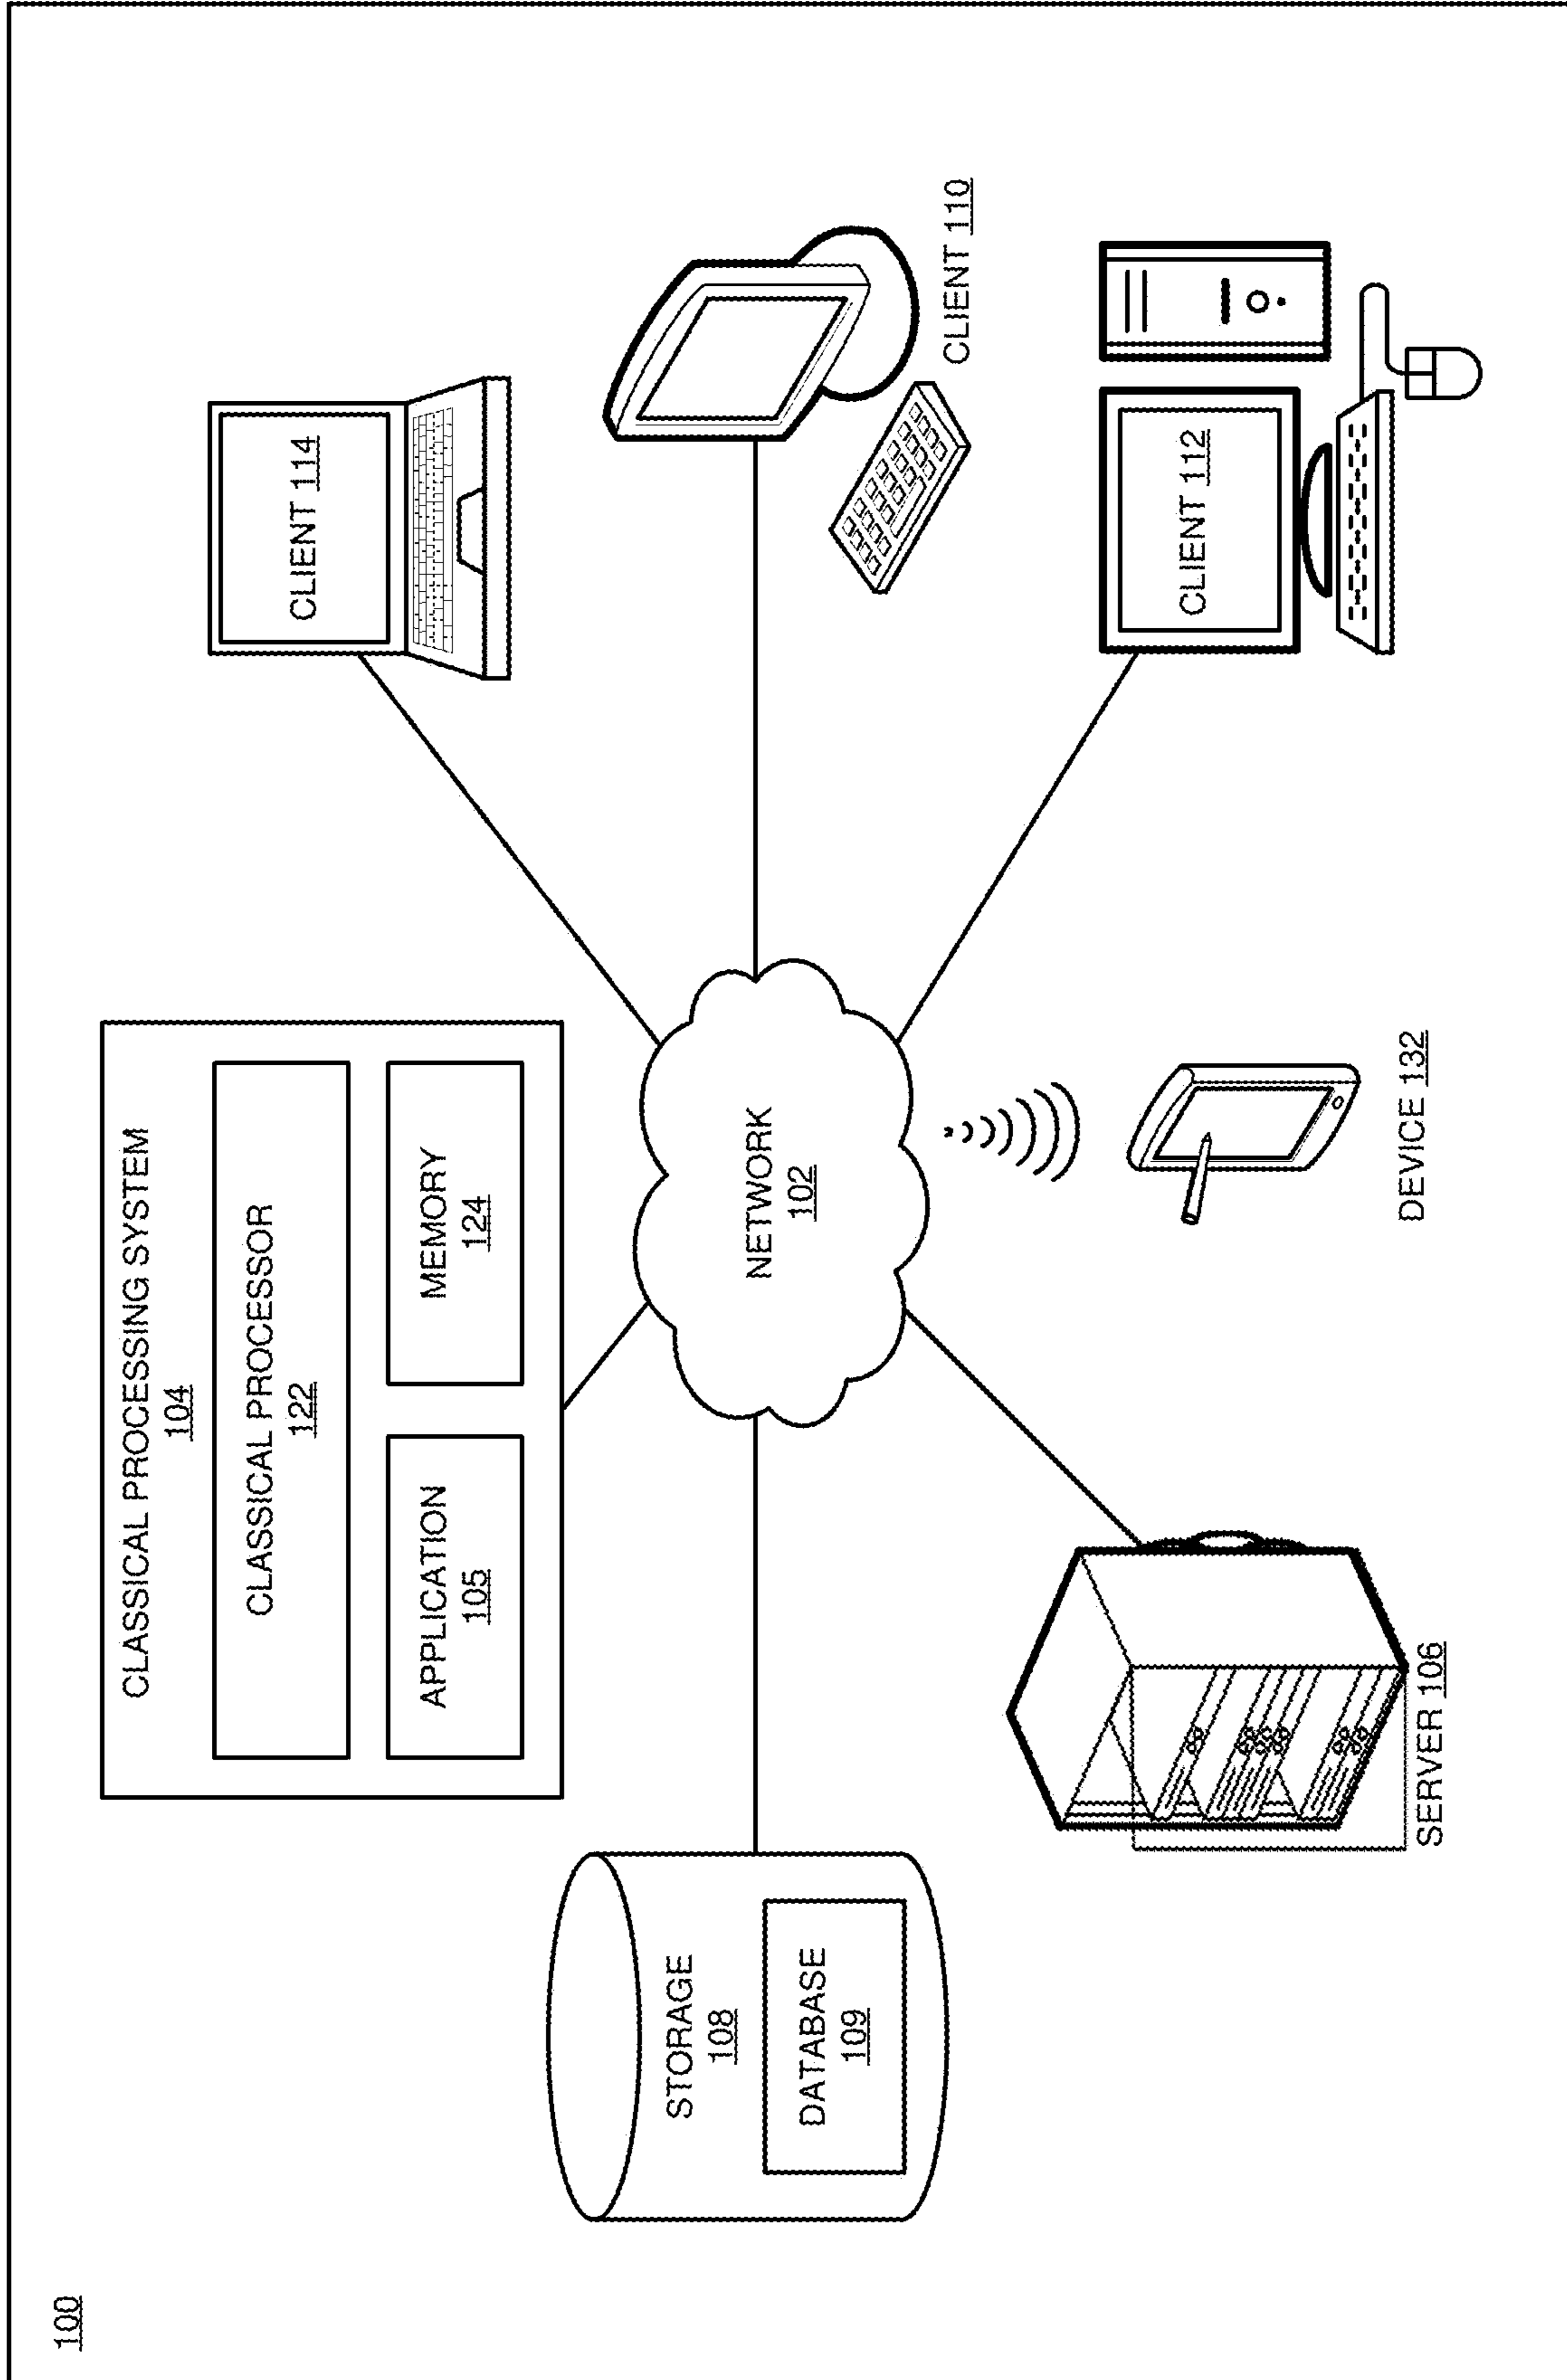 100
CLASSICAL PROCESSING SYSTEM
104
CLASSICAL PROCESSOR
122
APPLICATION
105
MEMORY
124
CLIENT 114
STORAGE
108
DATABASE
109
NETWORK
102
CLIENT 110
SERVER 106
DEVICE 132
CLIENT 112